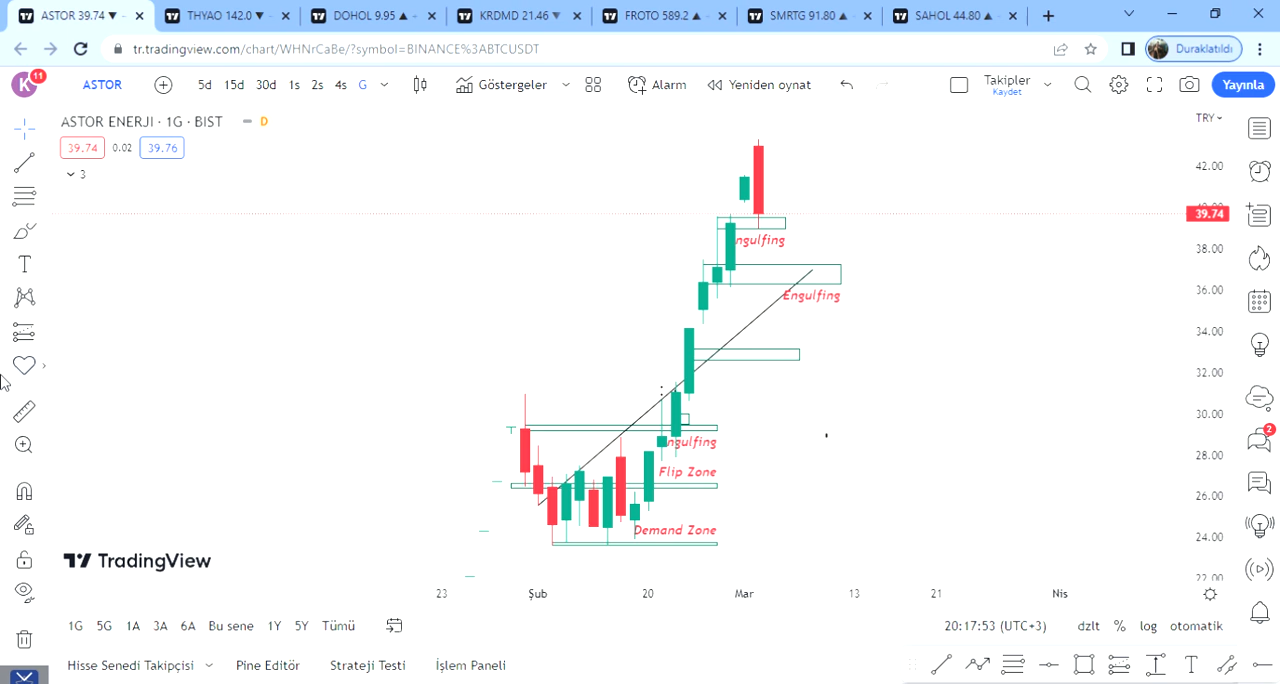 ASTOR 39.74 ▼
THYAO 142.0 ▼
DOHOL 9.95 ▲
KRDMD 21.46 ▼
FROTO 589.2 ▲
SMRTG 91.80 ▲
SAHOL 44.80 ▲
tr.tradingview.com/chart/WHNrCaBe/?symbol=BINANCE%3ABTCUSDT
Duraklatıldı
K 11
ASTOR
5d 15d 30d 1s 2s 4s G
Göstergeler
Alarm
Yeniden oynat
Takipler
Kaydet
Yayınla
ASTOR ENERJI · 1G · BIST
D
TRY
39.74 0.02 39.76
3
42.00
39.74
38.00
36.00
34.00
32.00
30.00
28.00
26.00
24.00
22.00
ngulfing
Engulfing
ngulfing
Flip Zone
Demand Zone
2
TradingView
23 Şub 20 Mar 13 21 Nis
1G 5G 1A 3A 6A Bu sene 1Y 5Y Tümü
20:17:53 (UTC+3)
dzlt % log otomatik
Hisse Senedi Takipçisi
Pine Editör
Strateji Testi
İşlem Paneli